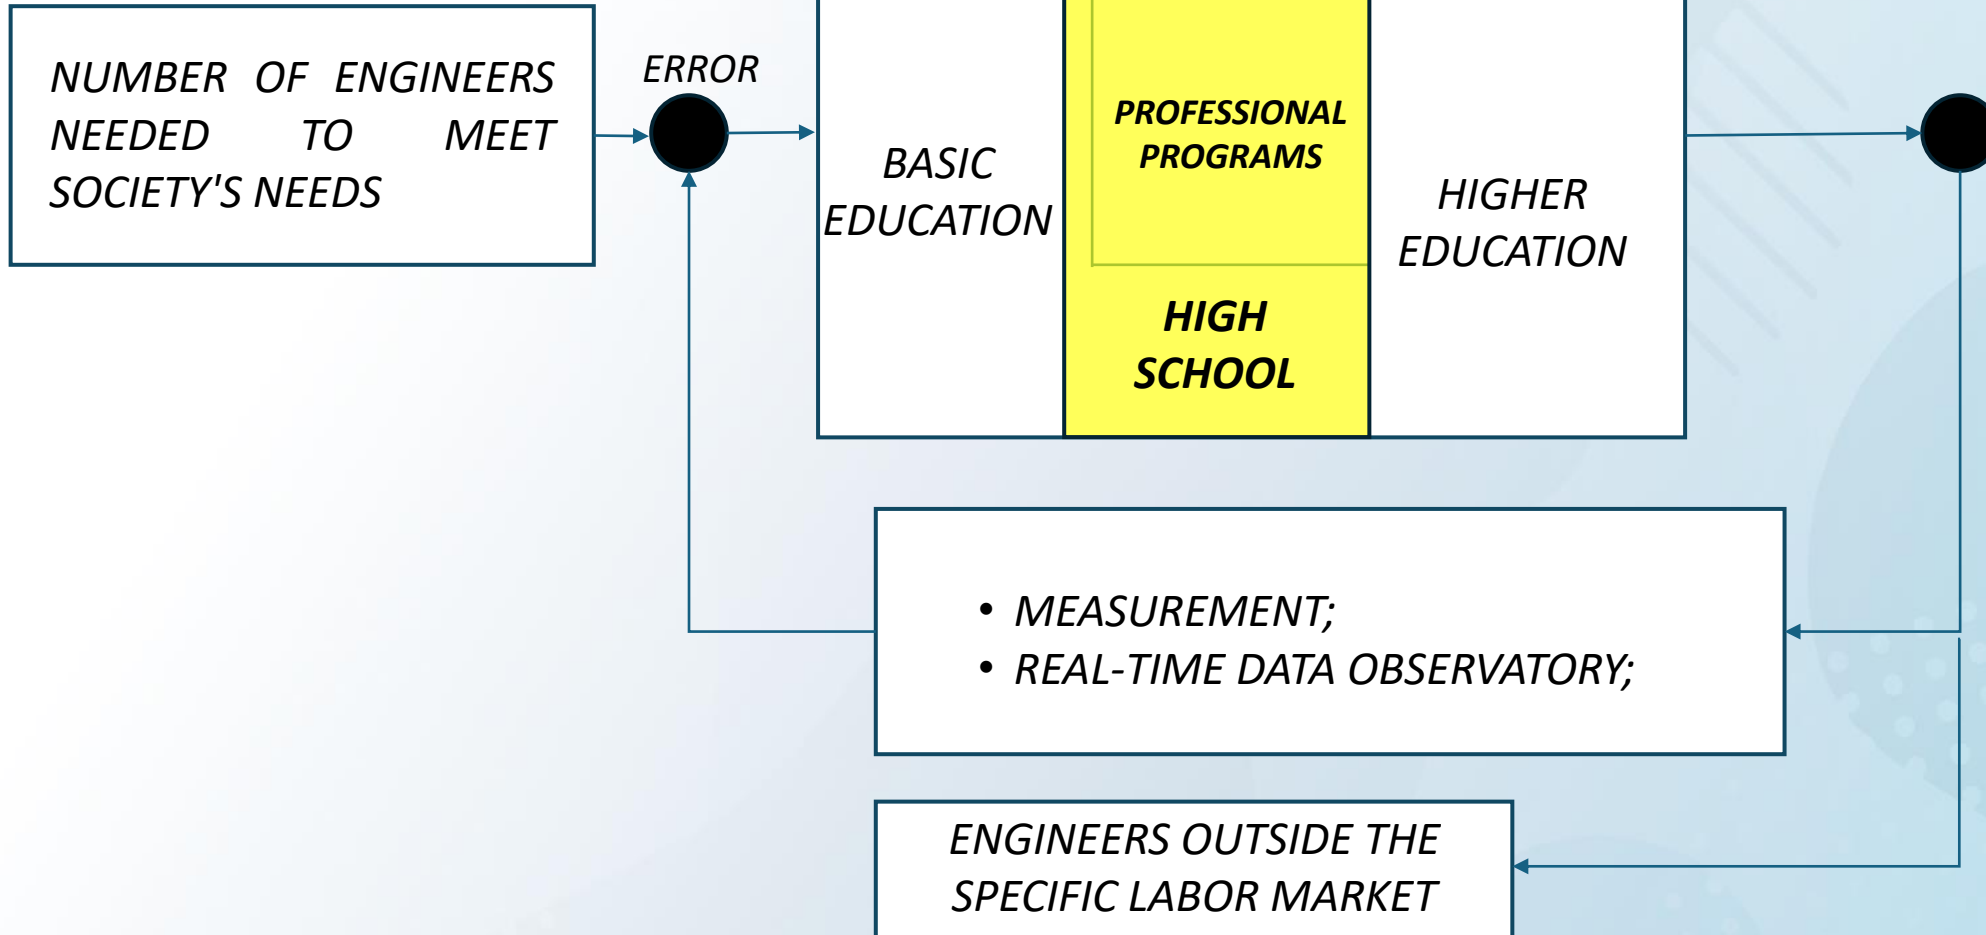 NUMBER OF ENGINEERS
NEEDED TO MEET
SOCIETY'S NEEDS
ERROR
BASIC
EDUCATION
PROFESSIONAL
PROGRAMS
HIGH
SCHOOL
HIGHER
EDUCATION
• MEASUREMENT;
• REAL-TIME DATA OBSERVATORY;
ENGINEERS OUTSIDE THE
SPECIFIC LABOR MARKET